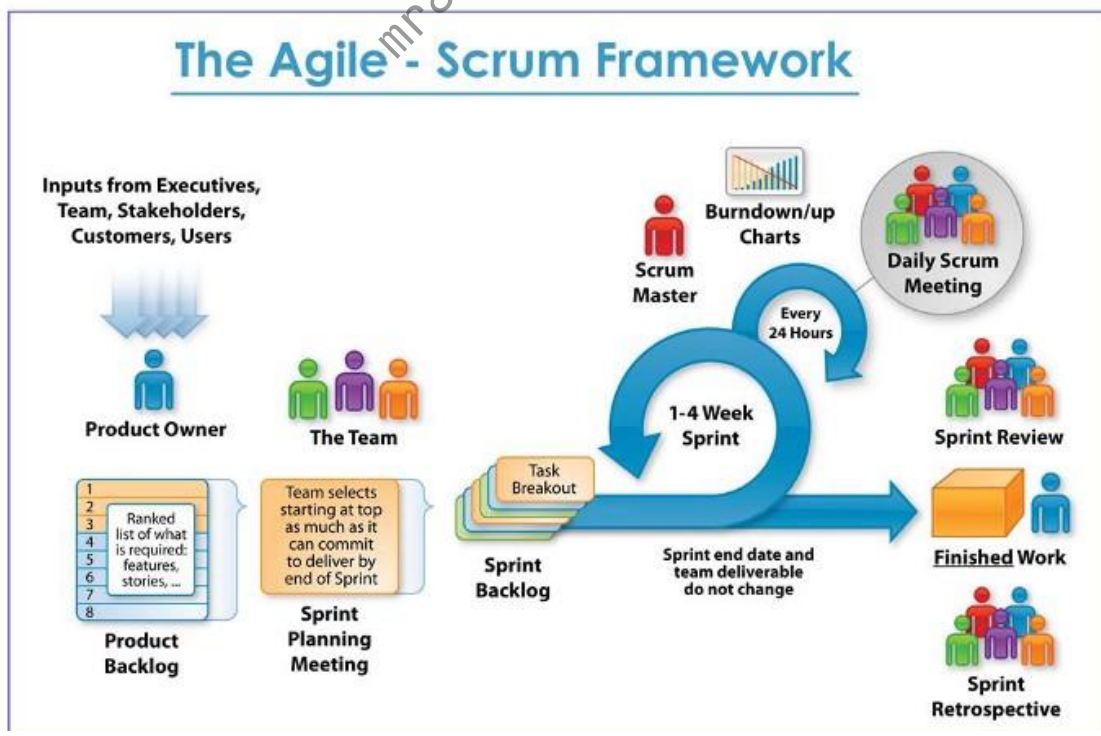 The Agile - Scrum Framework
Inputs from Executives,
Team, Stakeholders,
Customers, Users
Product Owner
The Team
1
2
3
4
5
6
7
8
Ranked
list of what
is required:
features,
stories, ...
Product
Backlog
Team selects
starting at top
as much as it
can commit
to deliver by
end of Sprint
Sprint
Planning
Meeting
Task
Breakout
Sprint
Backlog
Scrum
Master
Burndown/up
Charts
Every
24 Hours
1-4 Week
Sprint
Daily Scrum
Meeting
Sprint end date and
team deliverable
do not change
Sprint Review
Finished Work
Sprint
Retrospective